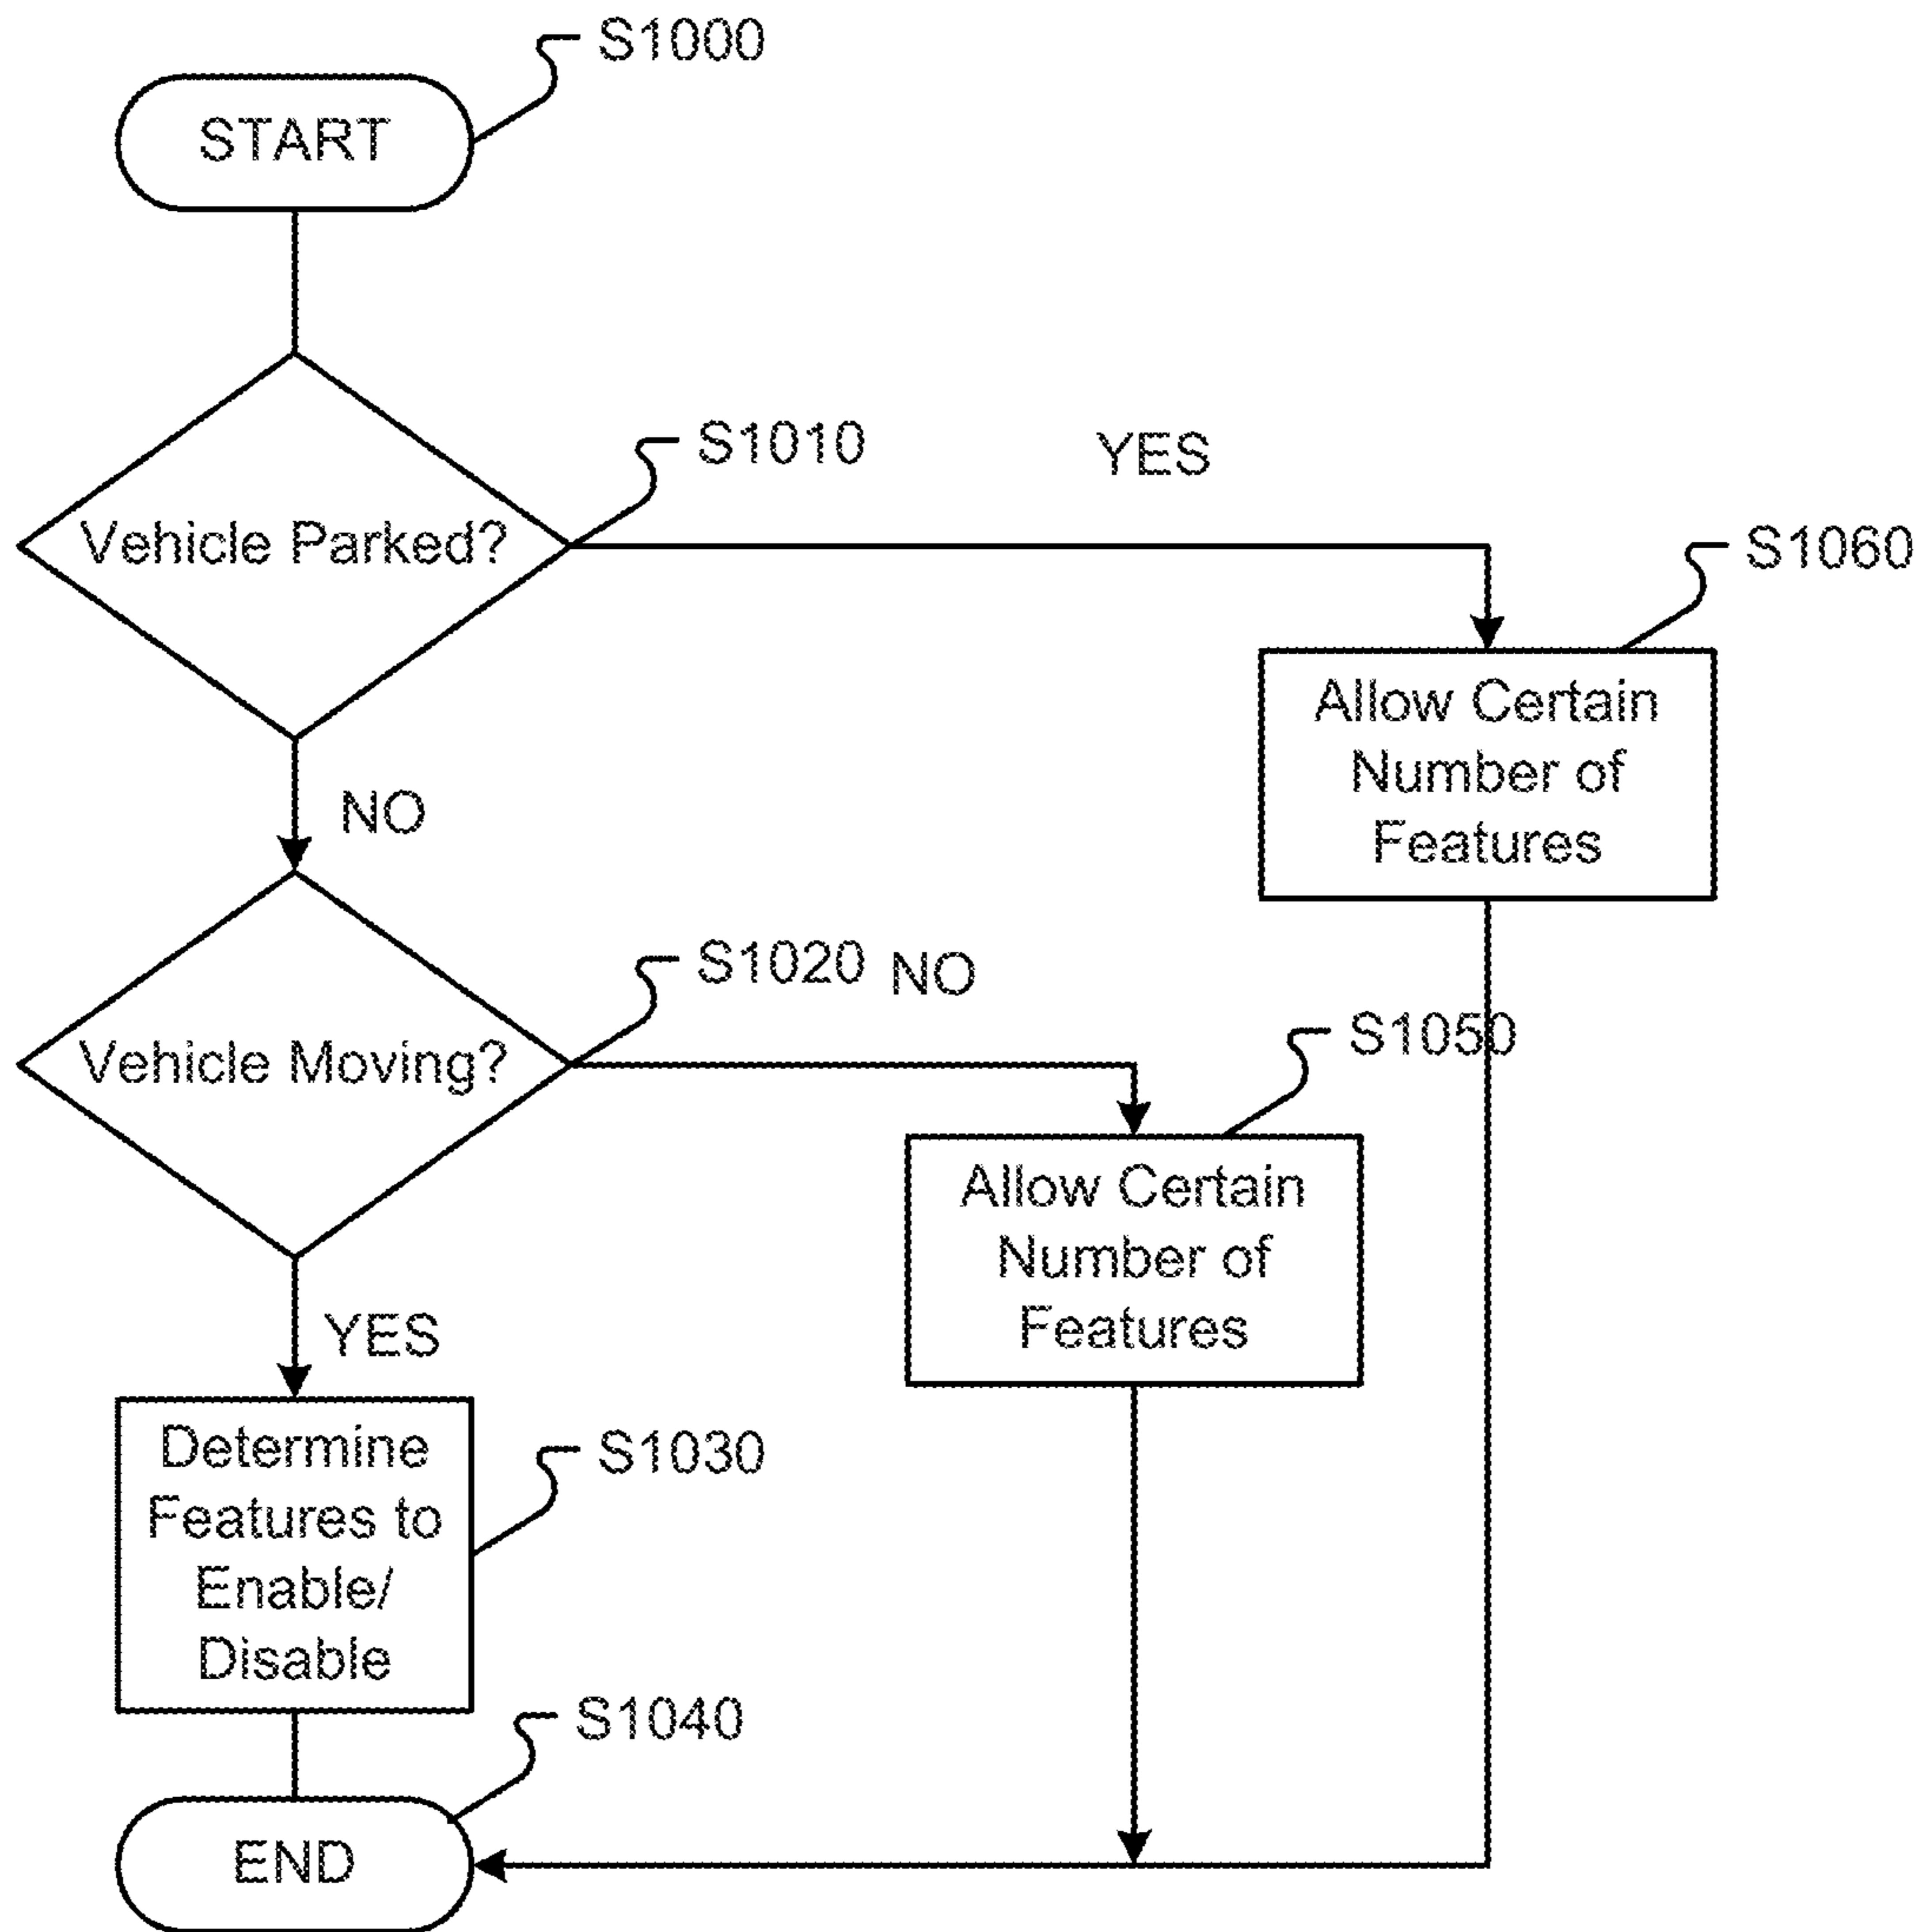 S1000
START
S1010
YES
Vehicle Parked?
S1060
Allow Certain
Number of
Features
NO
S1020
NO
S1050
Vehicle Moving?
Allow Certain
Number of
Features
YES
Determine
Features to
Enable/
Disable
S1030
S1040
END